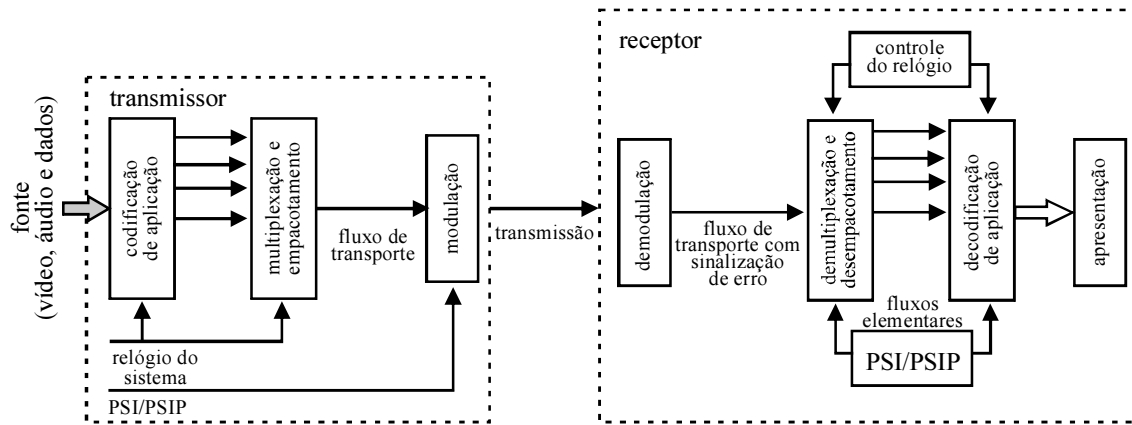 fonte
(vídeo, áudio e dados)
transmissor
codificação
de aplicação
multiplexação e
empacotamento
fluxo de
transporte
modulação
relógio do
sistema
PSI/PSIP
transmissão
receptor
controle
do relógio
demodulação
fluxo de
transporte com
sinalização
de erro
demultiplexação e
desempacotamento
fluxos
elementares
decodificação
de aplicação
apresentação
PSI/PSIP